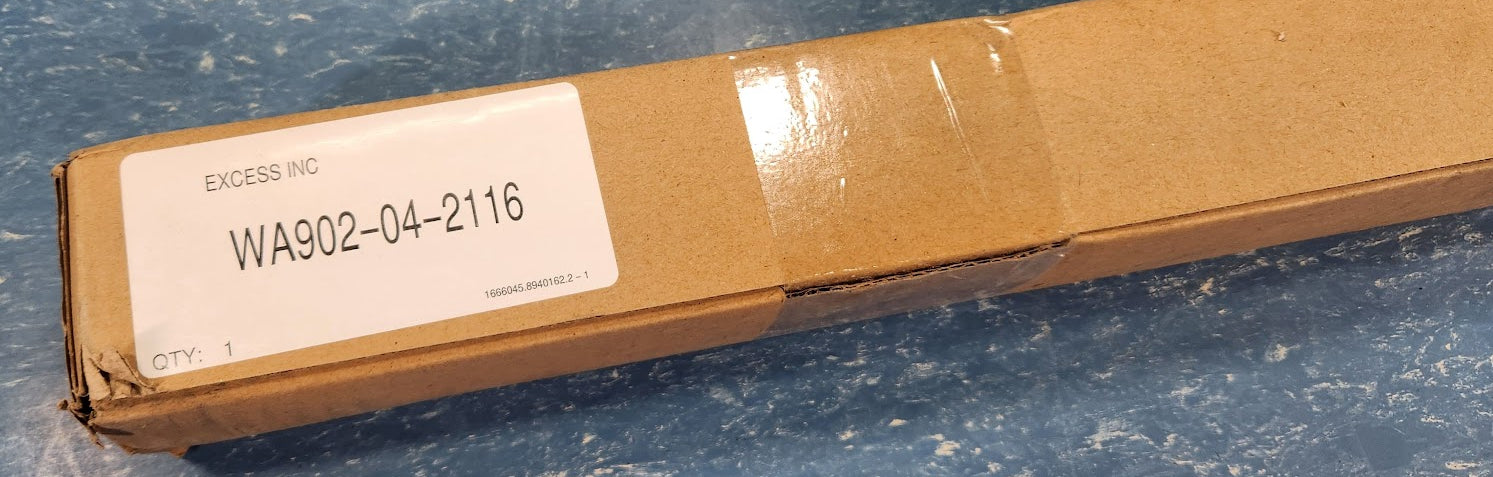 EXCESS INC
WA902-04-2116
1666045.8940162.2 - 1
QTY: 1